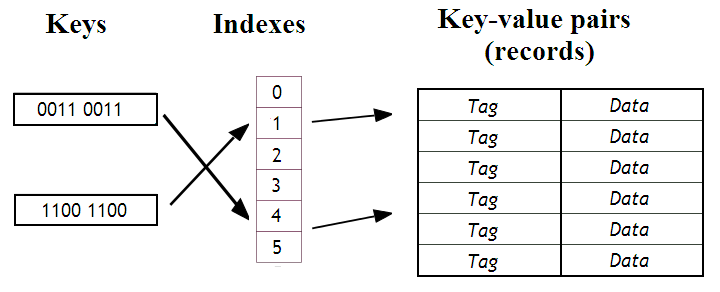 Keys
Indexes
Key-value pairs
(records)
0011 0011
1100 1100
0
1
2
3
4
5
Tag Data
Tag Data
Tag Data
Tag Data
Tag Data
Tag Data